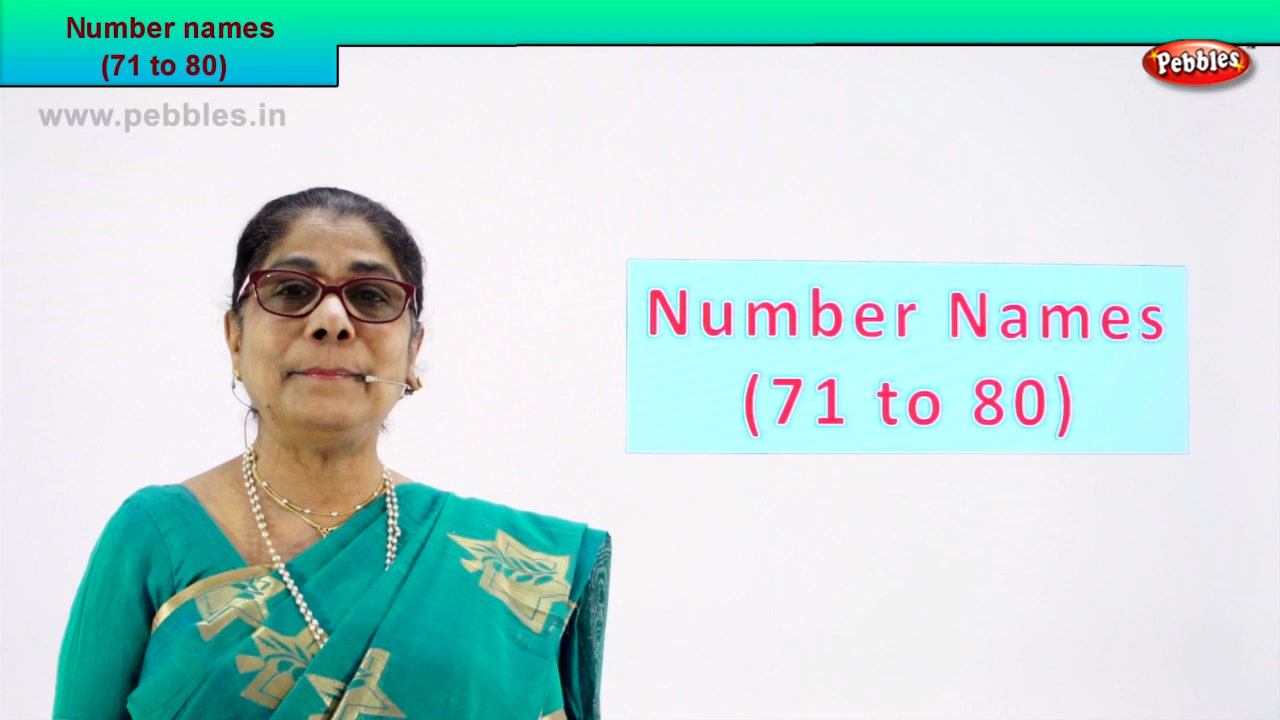 Number names
(71 to 80)
Pebbles
www.pebbles.in
Number Names
(71 to 80)